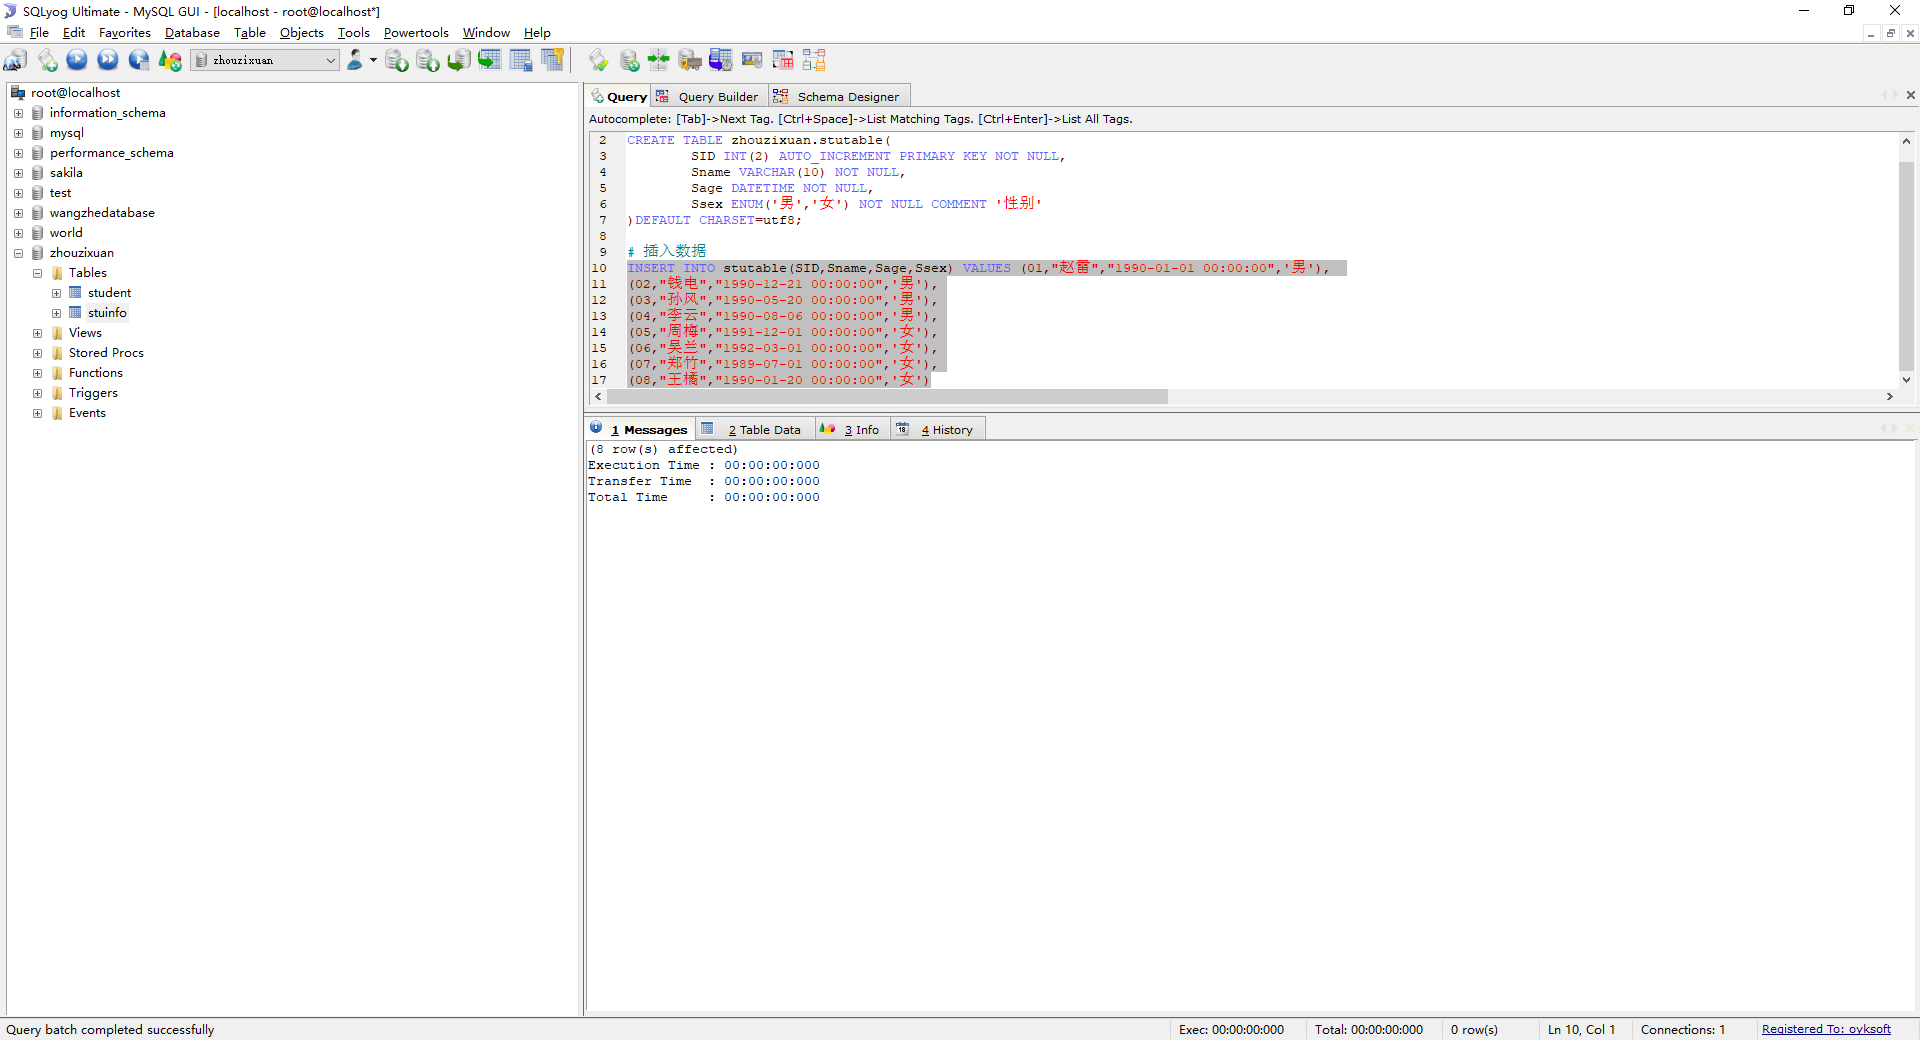 SQLyog Ultimate - MySQL GUI - [localhost - root@localhost*]
File Edit Favorites Database Table Objects Tools Powertools Window Help
zhouzixuan
root@localhost
information_schema
mysql
performance_schema
sakila
test
wangzhedatabase
world
zhouzixuan
Tables
student
stuinfo
Views
Stored Procs
Functions
Triggers
Events
Query Query Builder Schema Designer
Autocomplete: [Tab]->Next Tag. [Ctrl+Space]->List Matching Tags. [Ctrl+Enter]->List All Tags.
2 CREATE TABLE zhouzixuan.stutable(
3 SID INT(2) AUTO_INCREMENT PRIMARY KEY NOT NULL,
4 Sname VARCHAR(10) NOT NULL,
5 Sage DATETIME NOT NULL,
6 Ssex ENUM('男','女') NOT NULL COMMENT '性别'
7 )DEFAULT CHARSET=utf8;
8
9 # 插入数据
10 INSERT INTO stutable(SID,Sname,Sage,Ssex) VALUES (01,"赵雷","1990-01-01 00:00:00",'男'),
11 (02,"钱电","1990-12-21 00:00:00",'男'),
12 (03,"孙风","1990-05-20 00:00:00",'男'),
13 (04,"李云","1990-08-06 00:00:00",'男'),
14 (05,"周梅","1991-12-01 00:00:00",'女'),
15 (06,"吴兰","1992-03-01 00:00:00",'女'),
16 (07,"郑竹","1989-07-01 00:00:00",'女'),
17 (08,"王橘","1990-01-20 00:00:00",'女')
1 Messages 2 Table Data 3 Info 4 History
(8 row(s) affected)
Execution Time : 00:00:00:000
Transfer Time : 00:00:00:000
Total Time : 00:00:00:000
Query batch completed successfully Exec: 00:00:00:000 Total: 00:00:00:000 0 row(s) Ln 10, Col 1 Connections: 1 Registered To: ovksoft